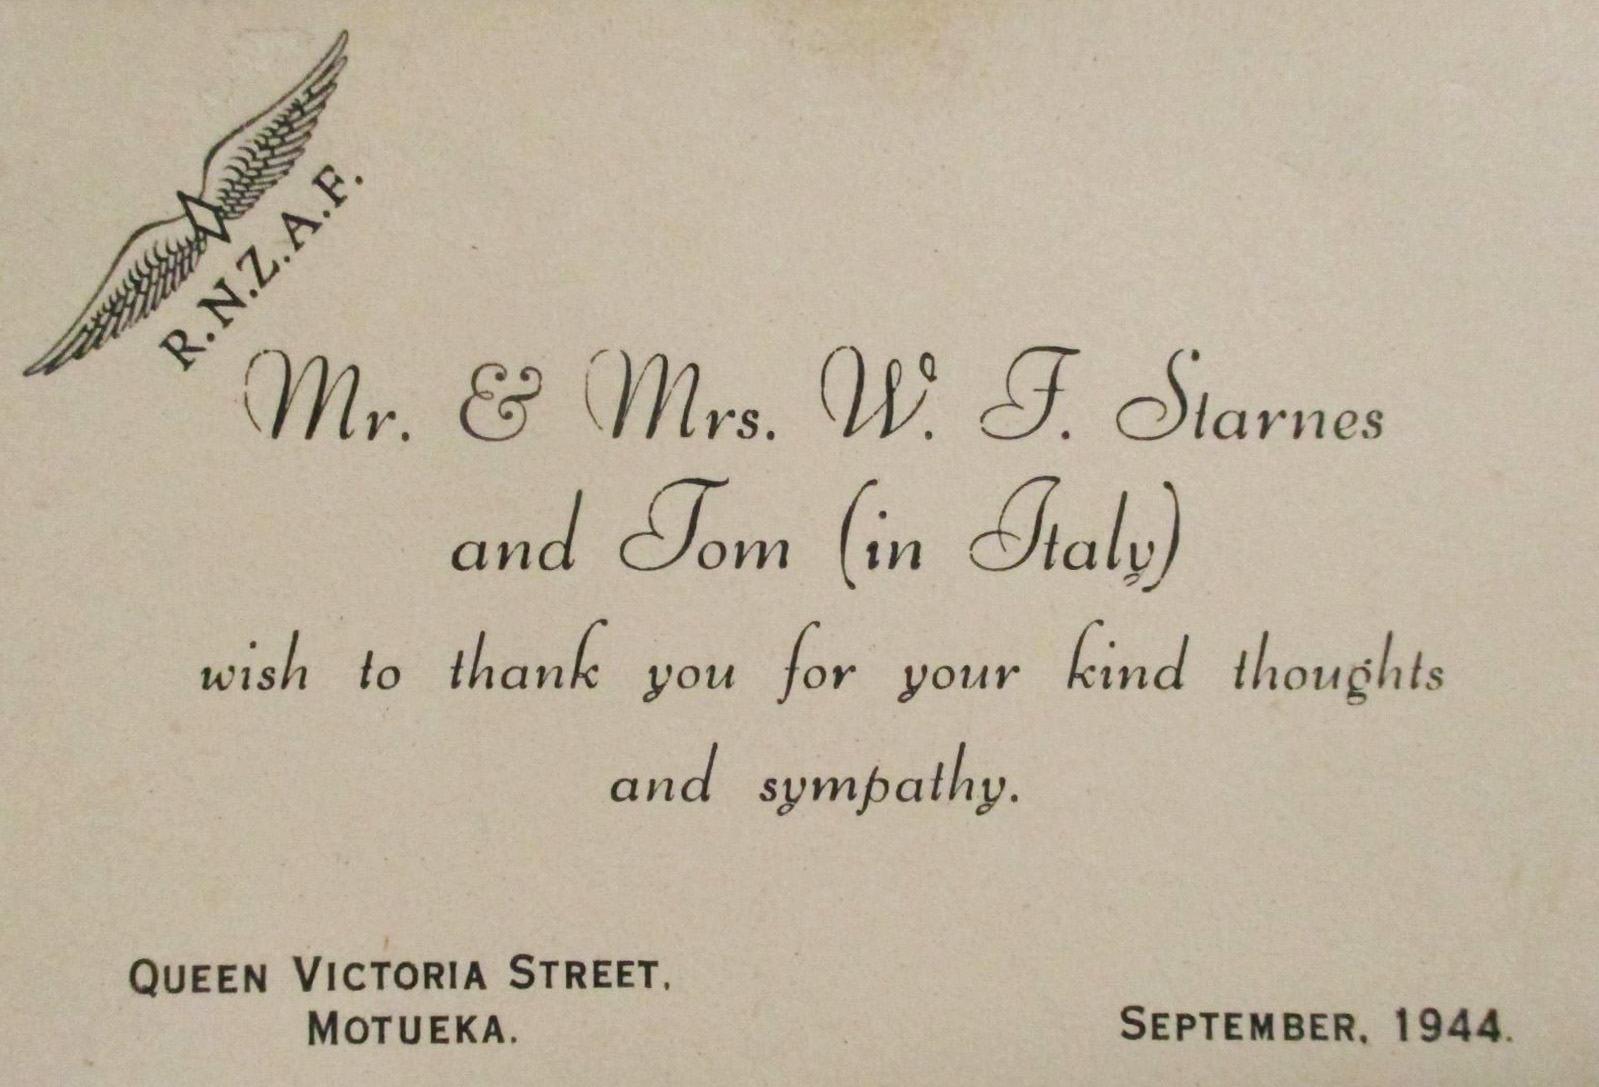 R.N.Z.A.F.
Mr. & Mrs. W. F. Starnes
and Tom (in Italy)
wish to thank you for your kind thoughts
and sympathy.
QUEEN VICTORIA STREET,
MOTUEKA.
SEPTEMBER, 1944.